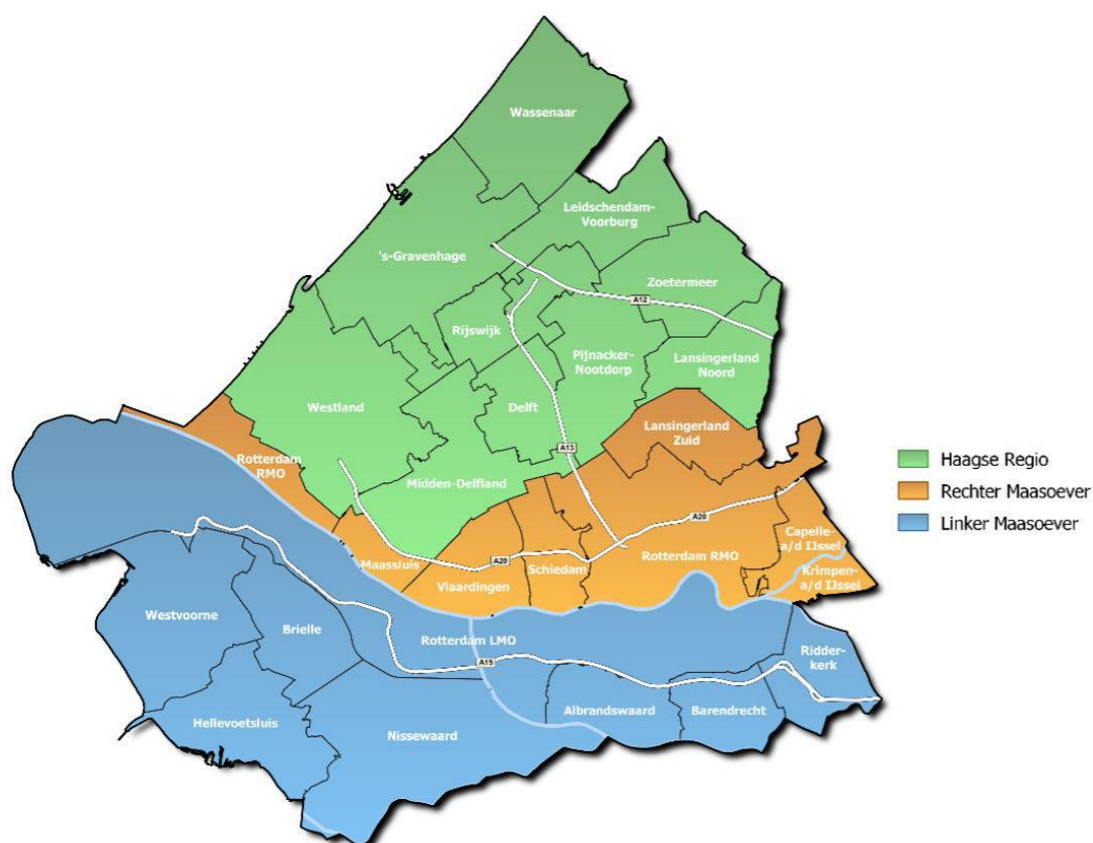 Wassenaar
Leidschendam-
Voorburg
's-Gravenhage
Zoetermeer
A12
Rijswijk
Pijnacker-
Nootdorp
Lansingerland
Noord
Westland
Delft
Lansingerland
Zuid
A13
Rotterdam
RMO
Midden-Delfland
Haagse Regio
Rechter Maasoever
Linker Maasoever
A20
Capelle-
a/d IJssel
Maassluis
A20
Schiedam
Rotterdam RMO
Vlaardingen
Krimpen-
a/d IJssel
Westvoorne
Brielle
Rotterdam LMO
Ridder-
kerk
A15
Hellevoetsluis
Nissewaard
Albrandswaard
Barendrecht